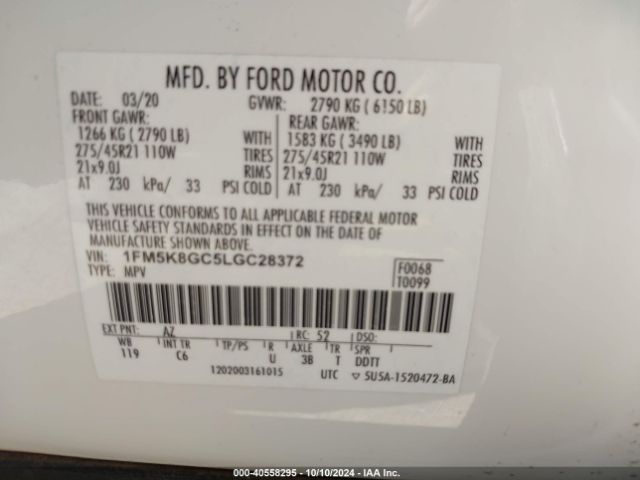 MFD. BY FORD MOTOR CO.
DATE: 03/20 GVWR: 2790 KG ( 6150 LB)
FRONT GAWR: REAR GAWR:
1266 KG ( 2790 LB) WITH 1583 KG ( 3490 LB) WITH
275/45R21 110W TIRES 275/45R21 110W TIRES
21x9.0J RIMS 21x9.0J RIMS
AT 230 kPa/ 33 PSI COLD AT 230 kPa/ 33 PSI COLD
THIS VEHICLE CONFORMS TO ALL APPLICABLE FEDERAL MOTOR
VEHICLE SAFETY STANDARDS IN EFFECT ON THE DATE OF
MANUFACTURE SHOWN ABOVE.
VIN: 1FM5K8GC5LGC28372 F0068
TYPE: MPV T0099
EXT PNT: AZ RC: 52 DSO:
WB INT TR TP/PS R AXLE TR SPR
119 C6 U 3B T DDTT
1202003161015 UTC 5U5A-1520472-BA
000-40558295 - 10/10/2024 - IAA Inc.